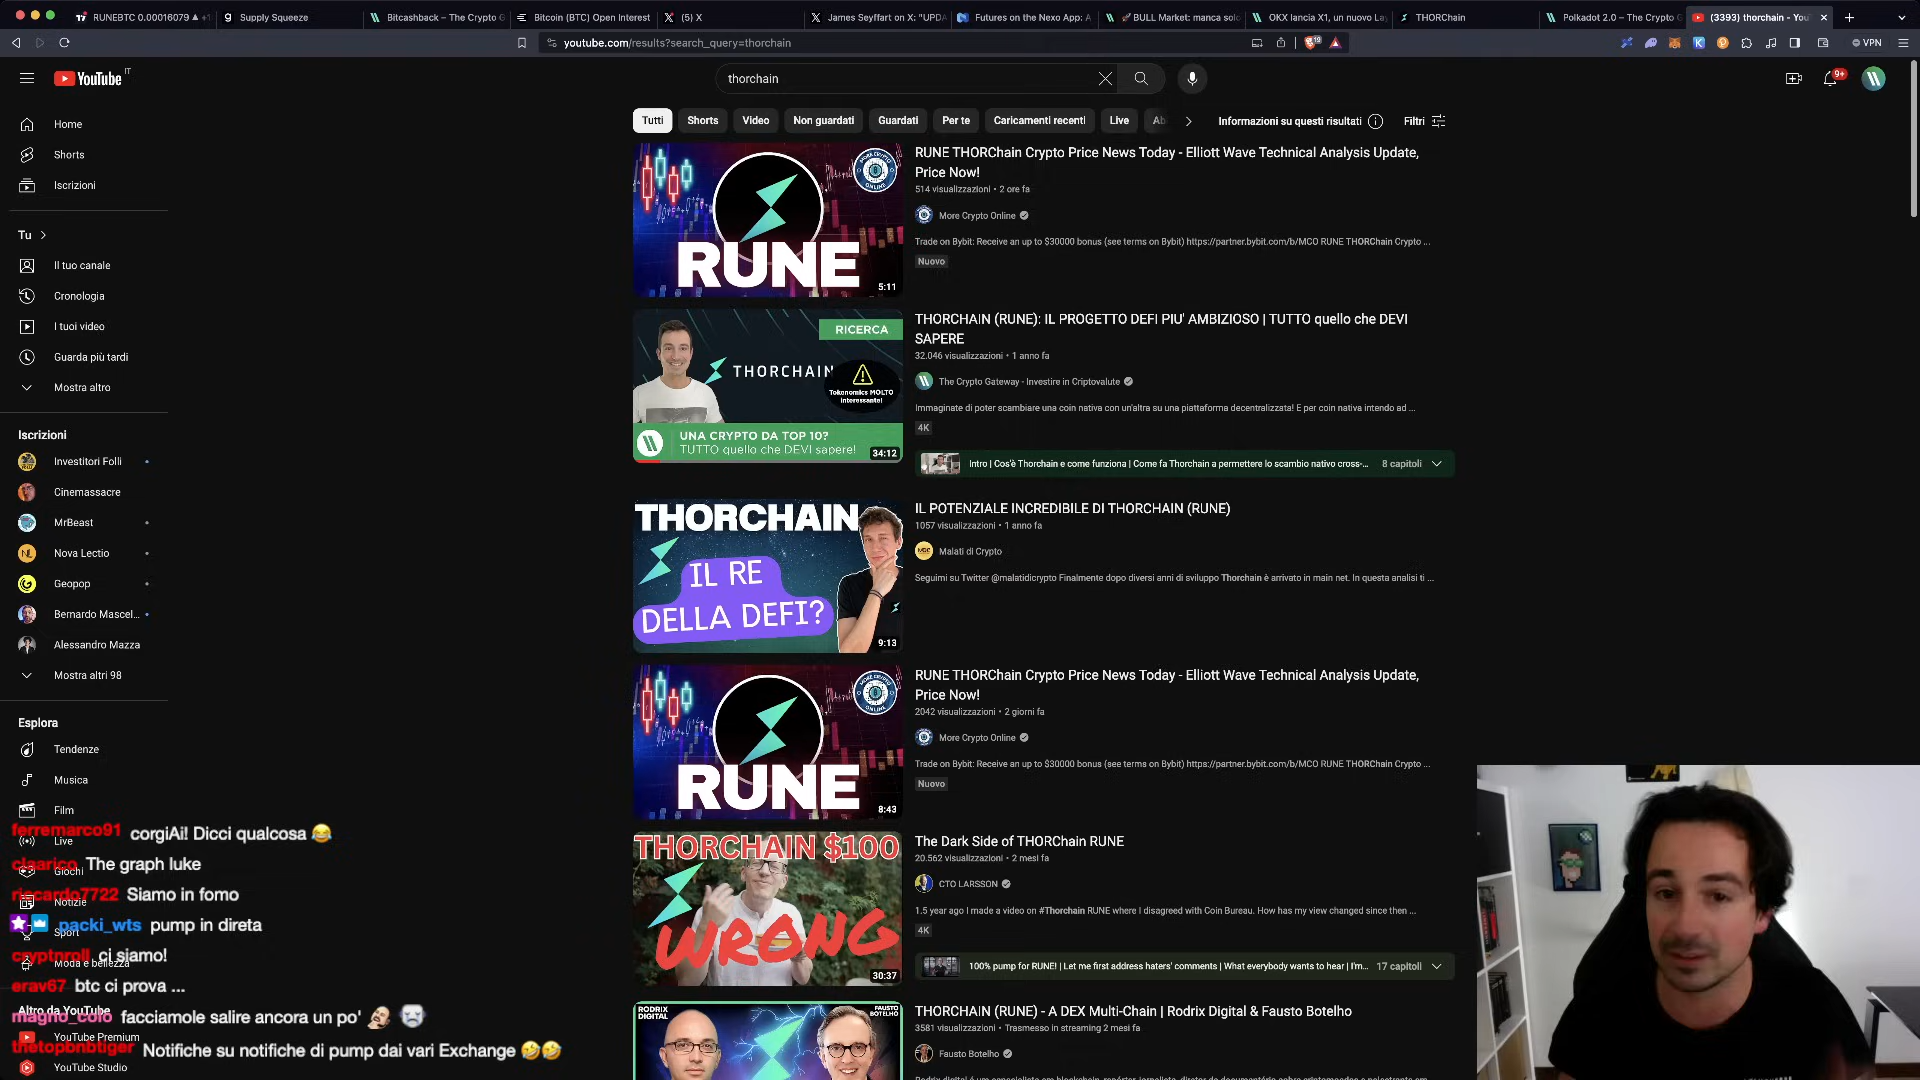 RUNEBTC 0.00016079 ▲ +1
Supply Squeeze
Bitcashback – The Crypto G
Bitcoin (BTC) Open Interest
(5) X
James Seyffart on X: "UPDA
Futures on the Nexo App: A
🚀BULL Market: manca solo
OKX lancia X1, un nuovo La
THORChain
Polkadot 2.0 – The Crypto G
(3393) thorchain - You
youtube.com/results?search_query=thorchain
19
VPN
YouTube
IT
thorchain
9+
Home
Shorts
Iscrizioni
Tu
Il tuo canale
Cronologia
I tuoi video
Guarda più tardi
Mostra altro
Iscrizioni
Investitori Folli
Cinemassacre
MrBeast
Nova Lectio
Geopop
Bernardo Mascel...
Alessandro Mazza
Mostra altri 98
Esplora
Tendenze
Musica
Film
Live
Giochi
Notizie
Sport
Moda e bellezza
Altro da YouTube
YouTube Premium
YouTube Studio
ferremarco91 corgiAi! Dicci qualcosa 😂
claarico The graph luke
riccardo7722 Siamo in fomo
packi_wts pump in direta
cryptnroll ci siamo!
erav67 btc ci prova ...
magno_colo facciamole salire ancora un po'
thetopbnbtiger Notifiche su notifiche di pump dai vari Exchange 🤣🤣
Tutti
Shorts
Video
Non guardati
Guardati
Per te
Caricamenti recenti
Live
Ab
Informazioni su questi risultati
Filtri
MORE CRYPTO ONLINE
RUNE
5:11
RUNE THORChain Crypto Price News Today - Elliott Wave Technical Analysis Update,
Price Now!
514 visualizzazioni • 2 ore fa
More Crypto Online
Trade on Bybit: Receive an up to $30000 bonus (see terms on Bybit) https://partner.bybit.com/b/MCO RUNE THORChain Crypto ...
Nuovo
RICERCA
THORCHAIN
Tokenomics MOLTO
interessante!
UNA CRYPTO DA TOP 10?
TUTTO quello che DEVI sapere!
34:12
THORCHAIN (RUNE): IL PROGETTO DEFI PIU' AMBIZIOSO | TUTTO quello che DEVI
SAPERE
32.046 visualizzazioni • 1 anno fa
The Crypto Gateway - Investire in Criptovalute
Immaginate di poter scambiare una coin nativa con un'altra su una piattaforma decentralizzata! E per coin nativa intendo ad ...
4K
Intro | Cos'è Thorchain e come funziona | Come fa Thorchain a permettere lo scambio nativo cross-...
8 capitoli
THORCHAIN
IL RE
DELLA DEFI?
9:13
IL POTENZIALE INCREDIBILE DI THORCHAIN (RUNE)
1057 visualizzazioni • 1 anno fa
MDC
Malati di Crypto
Seguimi su Twitter @malatidicrypto Finalmente dopo diversi anni di sviluppo Thorchain è arrivato in main net. In questa analisi ti ...
MORE CRYPTO ONLINE
RUNE
8:43
RUNE THORChain Crypto Price News Today - Elliott Wave Technical Analysis Update,
Price Now!
2042 visualizzazioni • 2 giorni fa
More Crypto Online
Trade on Bybit: Receive an up to $30000 bonus (see terms on Bybit) https://partner.bybit.com/b/MCO RUNE THORChain Crypto ...
Nuovo
THORCHAIN $100
WRONG
30:37
The Dark Side of THORChain RUNE
20.562 visualizzazioni • 2 mesi fa
CTO LARSSON
1.5 year ago I made a video on #Thorchain RUNE where I disagreed with Coin Bureau. How has my view changed since then ...
4K
100% pump for RUNE! | Let me first address haters' comments | What everybody wants to hear | I'm...
17 capitoli
RODRIX
DIGITAL
FAUSTO
BOTELHO
THORCHAIN (RUNE) - A DEX Multi-Chain | Rodrix Digital & Fausto Botelho
3581 visualizzazioni • Trasmesso in streaming 2 mesi fa
Fausto Botelho